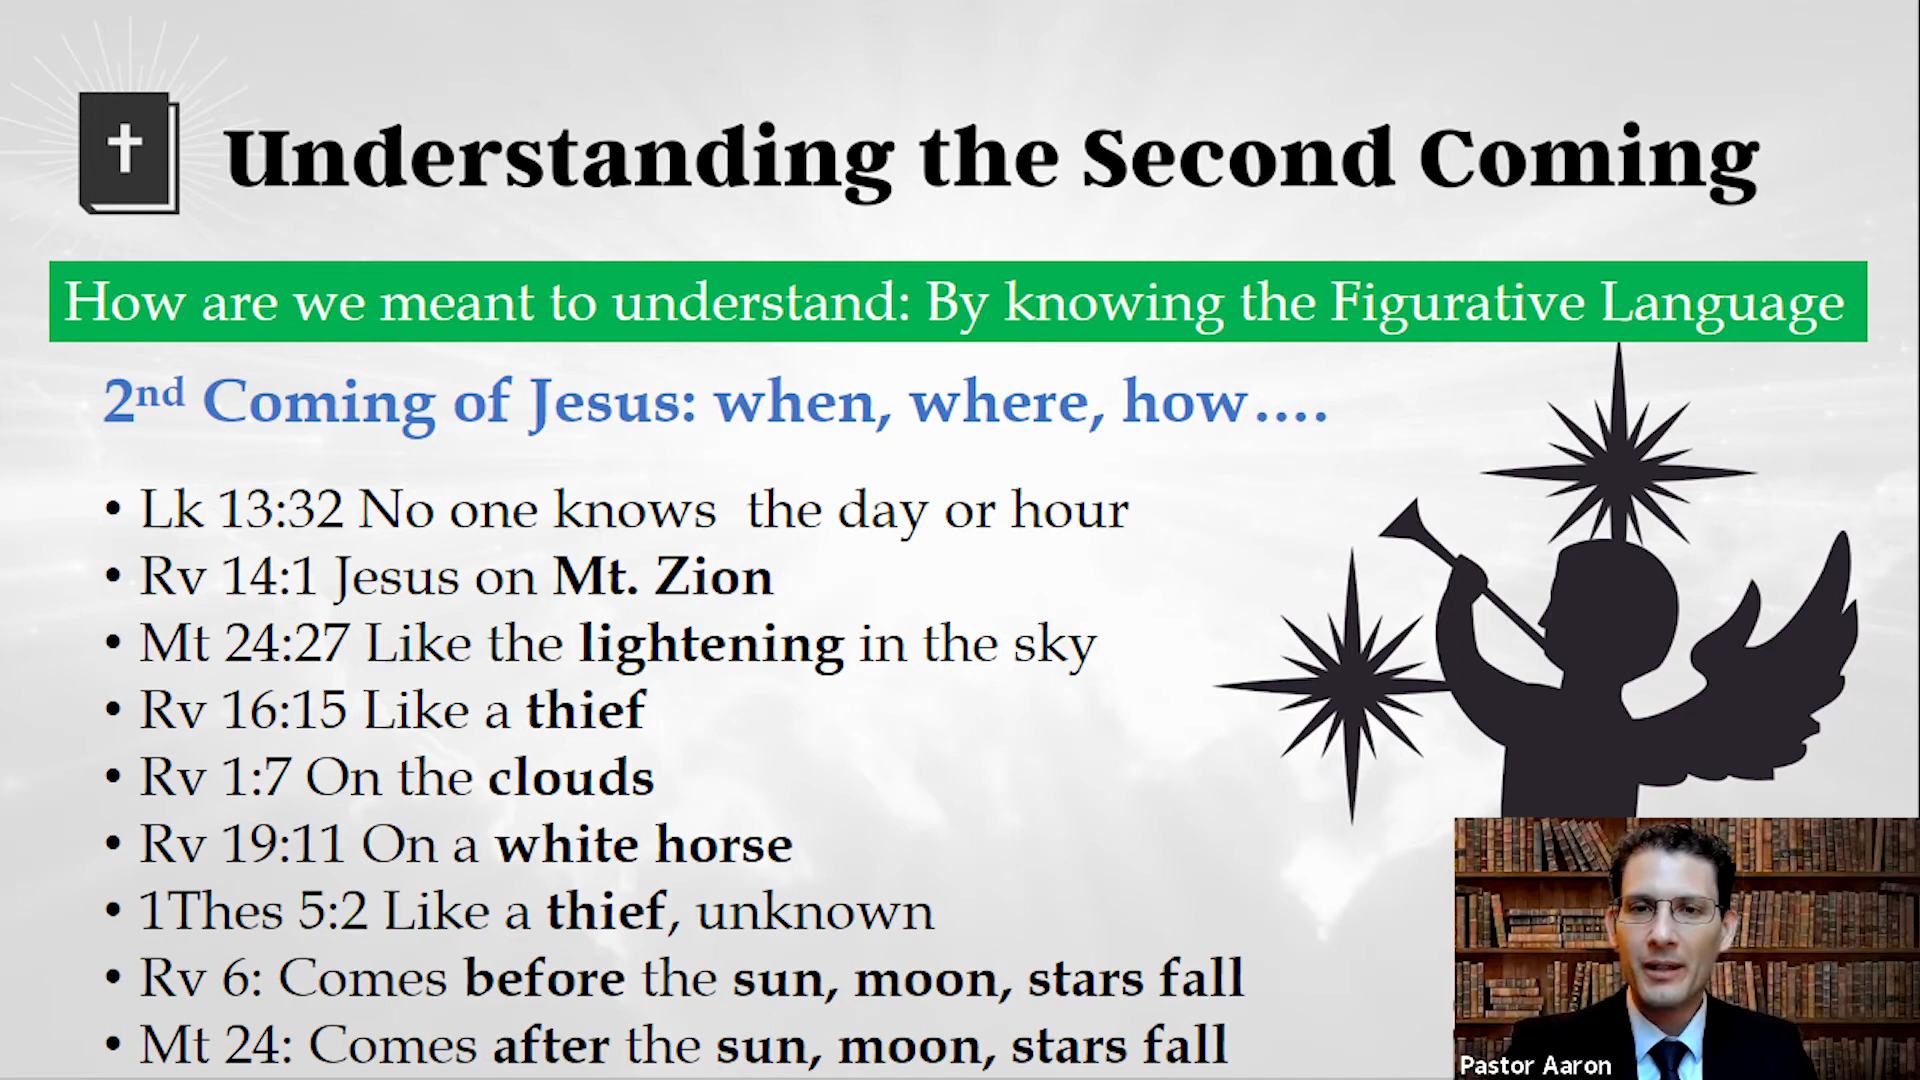 Understanding the Second Coming
How are we meant to understand: By knowing the Figurative Language
2nd Coming of Jesus: when, where, how....
• Lk 13:32 No one knows  the day or hour
• Rv 14:1 Jesus on Mt. Zion
• Mt 24:27 Like the lightening in the sky
• Rv 16:15 Like a thief
• Rv 1:7 On the clouds
• Rv 19:11 On a white horse
• 1Thes 5:2 Like a thief, unknown
• Rv 6: Comes before the sun, moon, stars fall
• Mt 24: Comes after the sun, moon, stars fall
Pastor Aaron